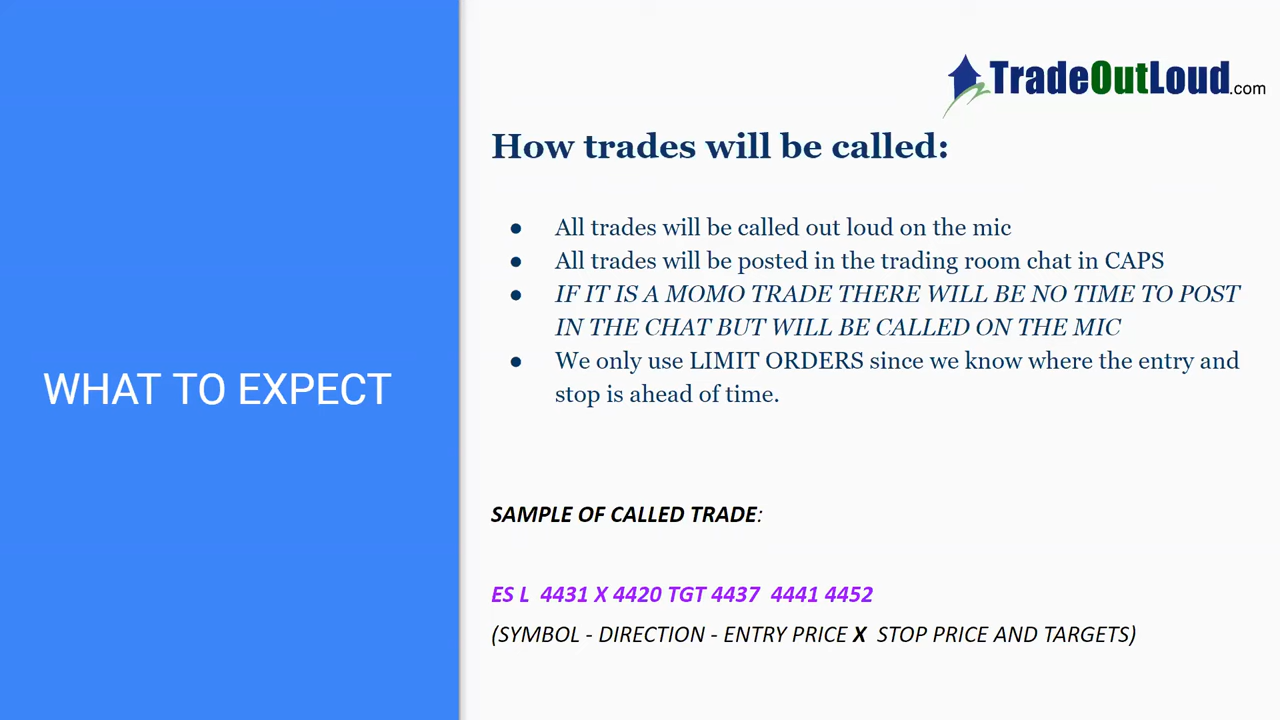 TradeOutLoud.com
How trades will be called:
● All trades will be called out loud on the mic
● All trades will be posted in the trading room chat in CAPS
● IF IT IS A MOMO TRADE THERE WILL BE NO TIME TO POST
IN THE CHAT BUT WILL BE CALLED ON THE MIC
● We only use LIMIT ORDERS since we know where the entry and
stop is ahead of time.
WHAT TO EXPECT
SAMPLE OF CALLED TRADE:
ES L 4431 X 4420 TGT 4437 4441 4452
(SYMBOL - DIRECTION - ENTRY PRICE X STOP PRICE AND TARGETS)